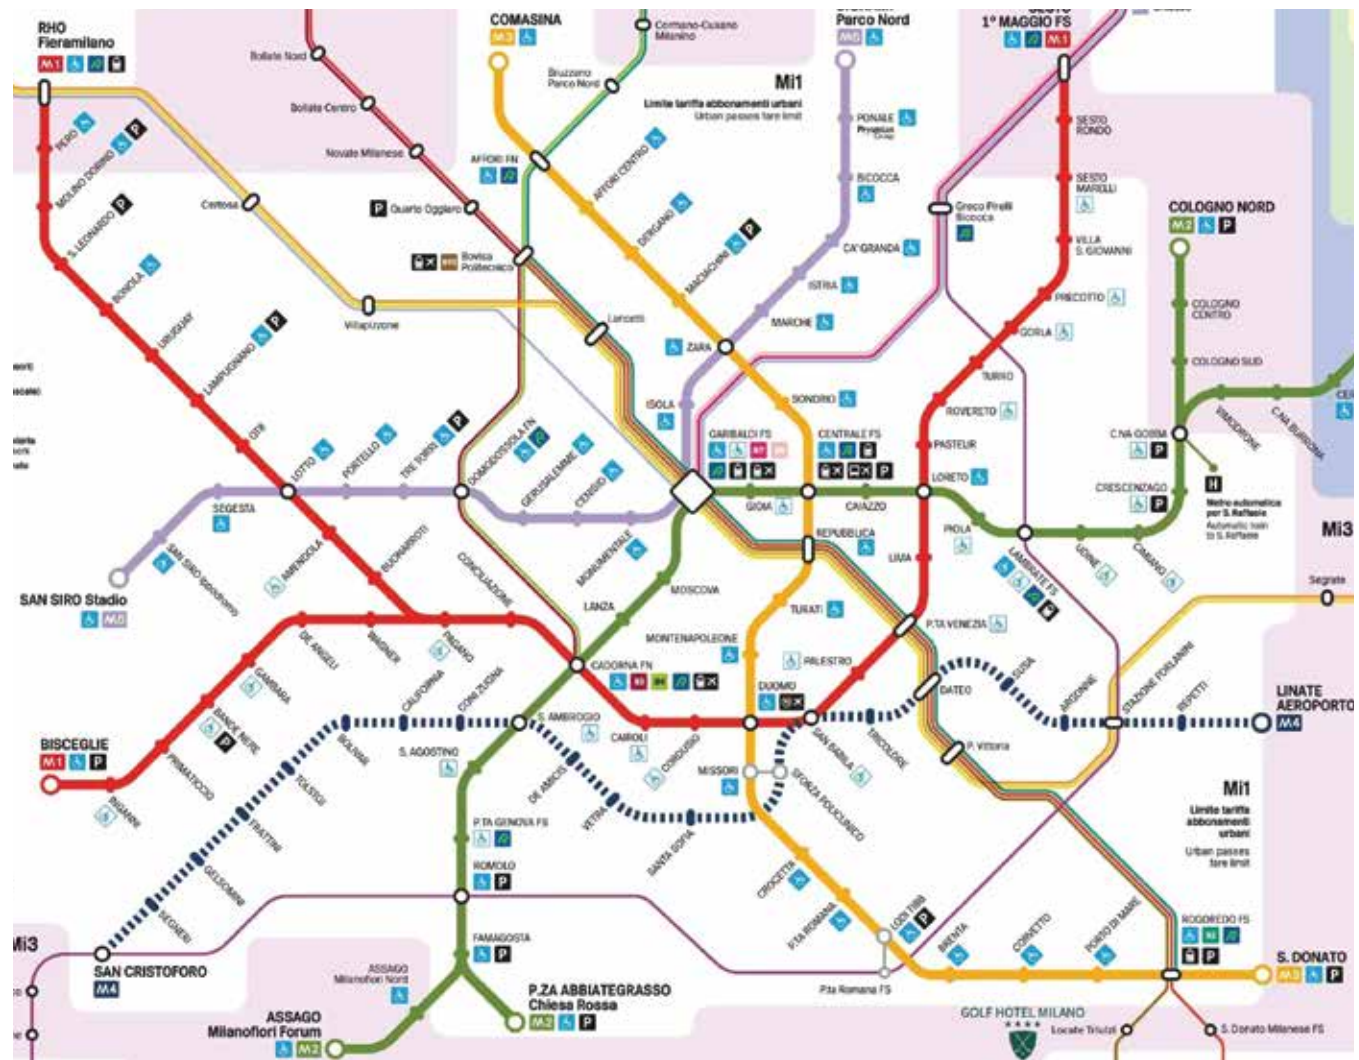 RHO
Fieramilano
M1
COMASINA
M3
Parco Nord
M5
1° MAGGIO FS
M1
Cormano-Cusano
Milanino
Bruzzano
Parco Nord
Bollate Nord
Bollate Centro
Novate Milanese
P Quarto Oggiaro
Bovisa
Politecnico
Certosa
Villapizzone
Lancetti
Mi1
Limite tariffa abbonamenti urbani
Urban passes fare limit
AFFORI FN
AFFORI CENTRO
DERGANO
MACIACHINI P
ZARA
SONDRIO
PONALE
BICOCCA
CA' GRANDA
ISTRIA
MARCHE
ISOLA
Greco Pirelli
Bicocca
SESTO
RONDO
SESTO
MARELLI
VILLA
S. GIOVANNI
PRECOTTO
GORLA
TURRO
ROVERETO
PASTEUR
LORETO
LIMA
COLOGNO NORD
M2 P
COLOGNO
CENTRO
COLOGNO SUD
VIMODRONE
C.NA BURRONA
C.NA GOBBA
P
CRESCENZAGO
P
H
Metro automatica
per S. Raffaele
Automatic train
to S. Raffaele
Mi3
Segrate
PERO
MOLINO DORINO P
S. LEONARDO P
BONOLA
URUGUAY
LAMPUGNANO P
QT8
LOTTO
PORTELLO
TRE TORRI P
DOMODOSSOLA FN
GERUSALEMME
CENISIO
MONUMENTALE
GARIBALDI FS
CENTRALE FS
P
GIOIA
CAIAZZO
PIOLA
LAMBRATE FS
UDINE
CIMIANO
SEGESTA
SAN SIRO Ippodromo
SAN SIRO Stadio
M5
AMENDOLA
BUONARROTI
CONCILIAZIONE
PAGANO
WAGNER
DE ANGELI
GAMBARA
BANDE NERE
P
PRIMATICCIO
INGANNI
BISCEGLIE
M1 P
LANZA
MOSCOVA
CADORNA FN
REPUBBLICA
TURATI
MONTENAPOLEONE
P.TA VENEZIA
PALESTRO
DUOMO
CAIROLI
CORDUSIO
SAN BABILA
TRICOLORE
DATEO
SUSA
ARGONNE
STAZIONE FORLANINI
REPETTI
LINATE
AEROPORTO
M4
P. Vittoria
MISSORI
SFORZA POLICLINICO
CALIFORNIA
CONI ZUGNA
BOLIVAR
TOLSTOJ
FRATTINI
GELSOMINI
SEGNERI
S. AMBROGIO
S. AGOSTINO
DE AMICIS
VETRA
SANTA SOFIA
P.TA GENOVA FS
ROMOLO
P
FAMAGOSTA
P
CROCETTA
P.TA ROMANA
LODI TIBB
P
P.ta Romana FS
BRENTA
CORVETTO
PORTO DI MARE
ROGOREDO FS
P
S. DONATO
M3 P
Mi1
Limite tariffa
abbonamenti
urbani
Urban passes
fare limit
Mi3
SAN CRISTOFORO
M4
ASSAGO
Milanofiori Nord
ASSAGO
Milanofiori Forum
M2
P.ZA ABBIATEGRASSO
Chiesa Rossa
M2 P
GOLF HOTEL MILANO
Locate Triulzi
S. Donato Milanese FS